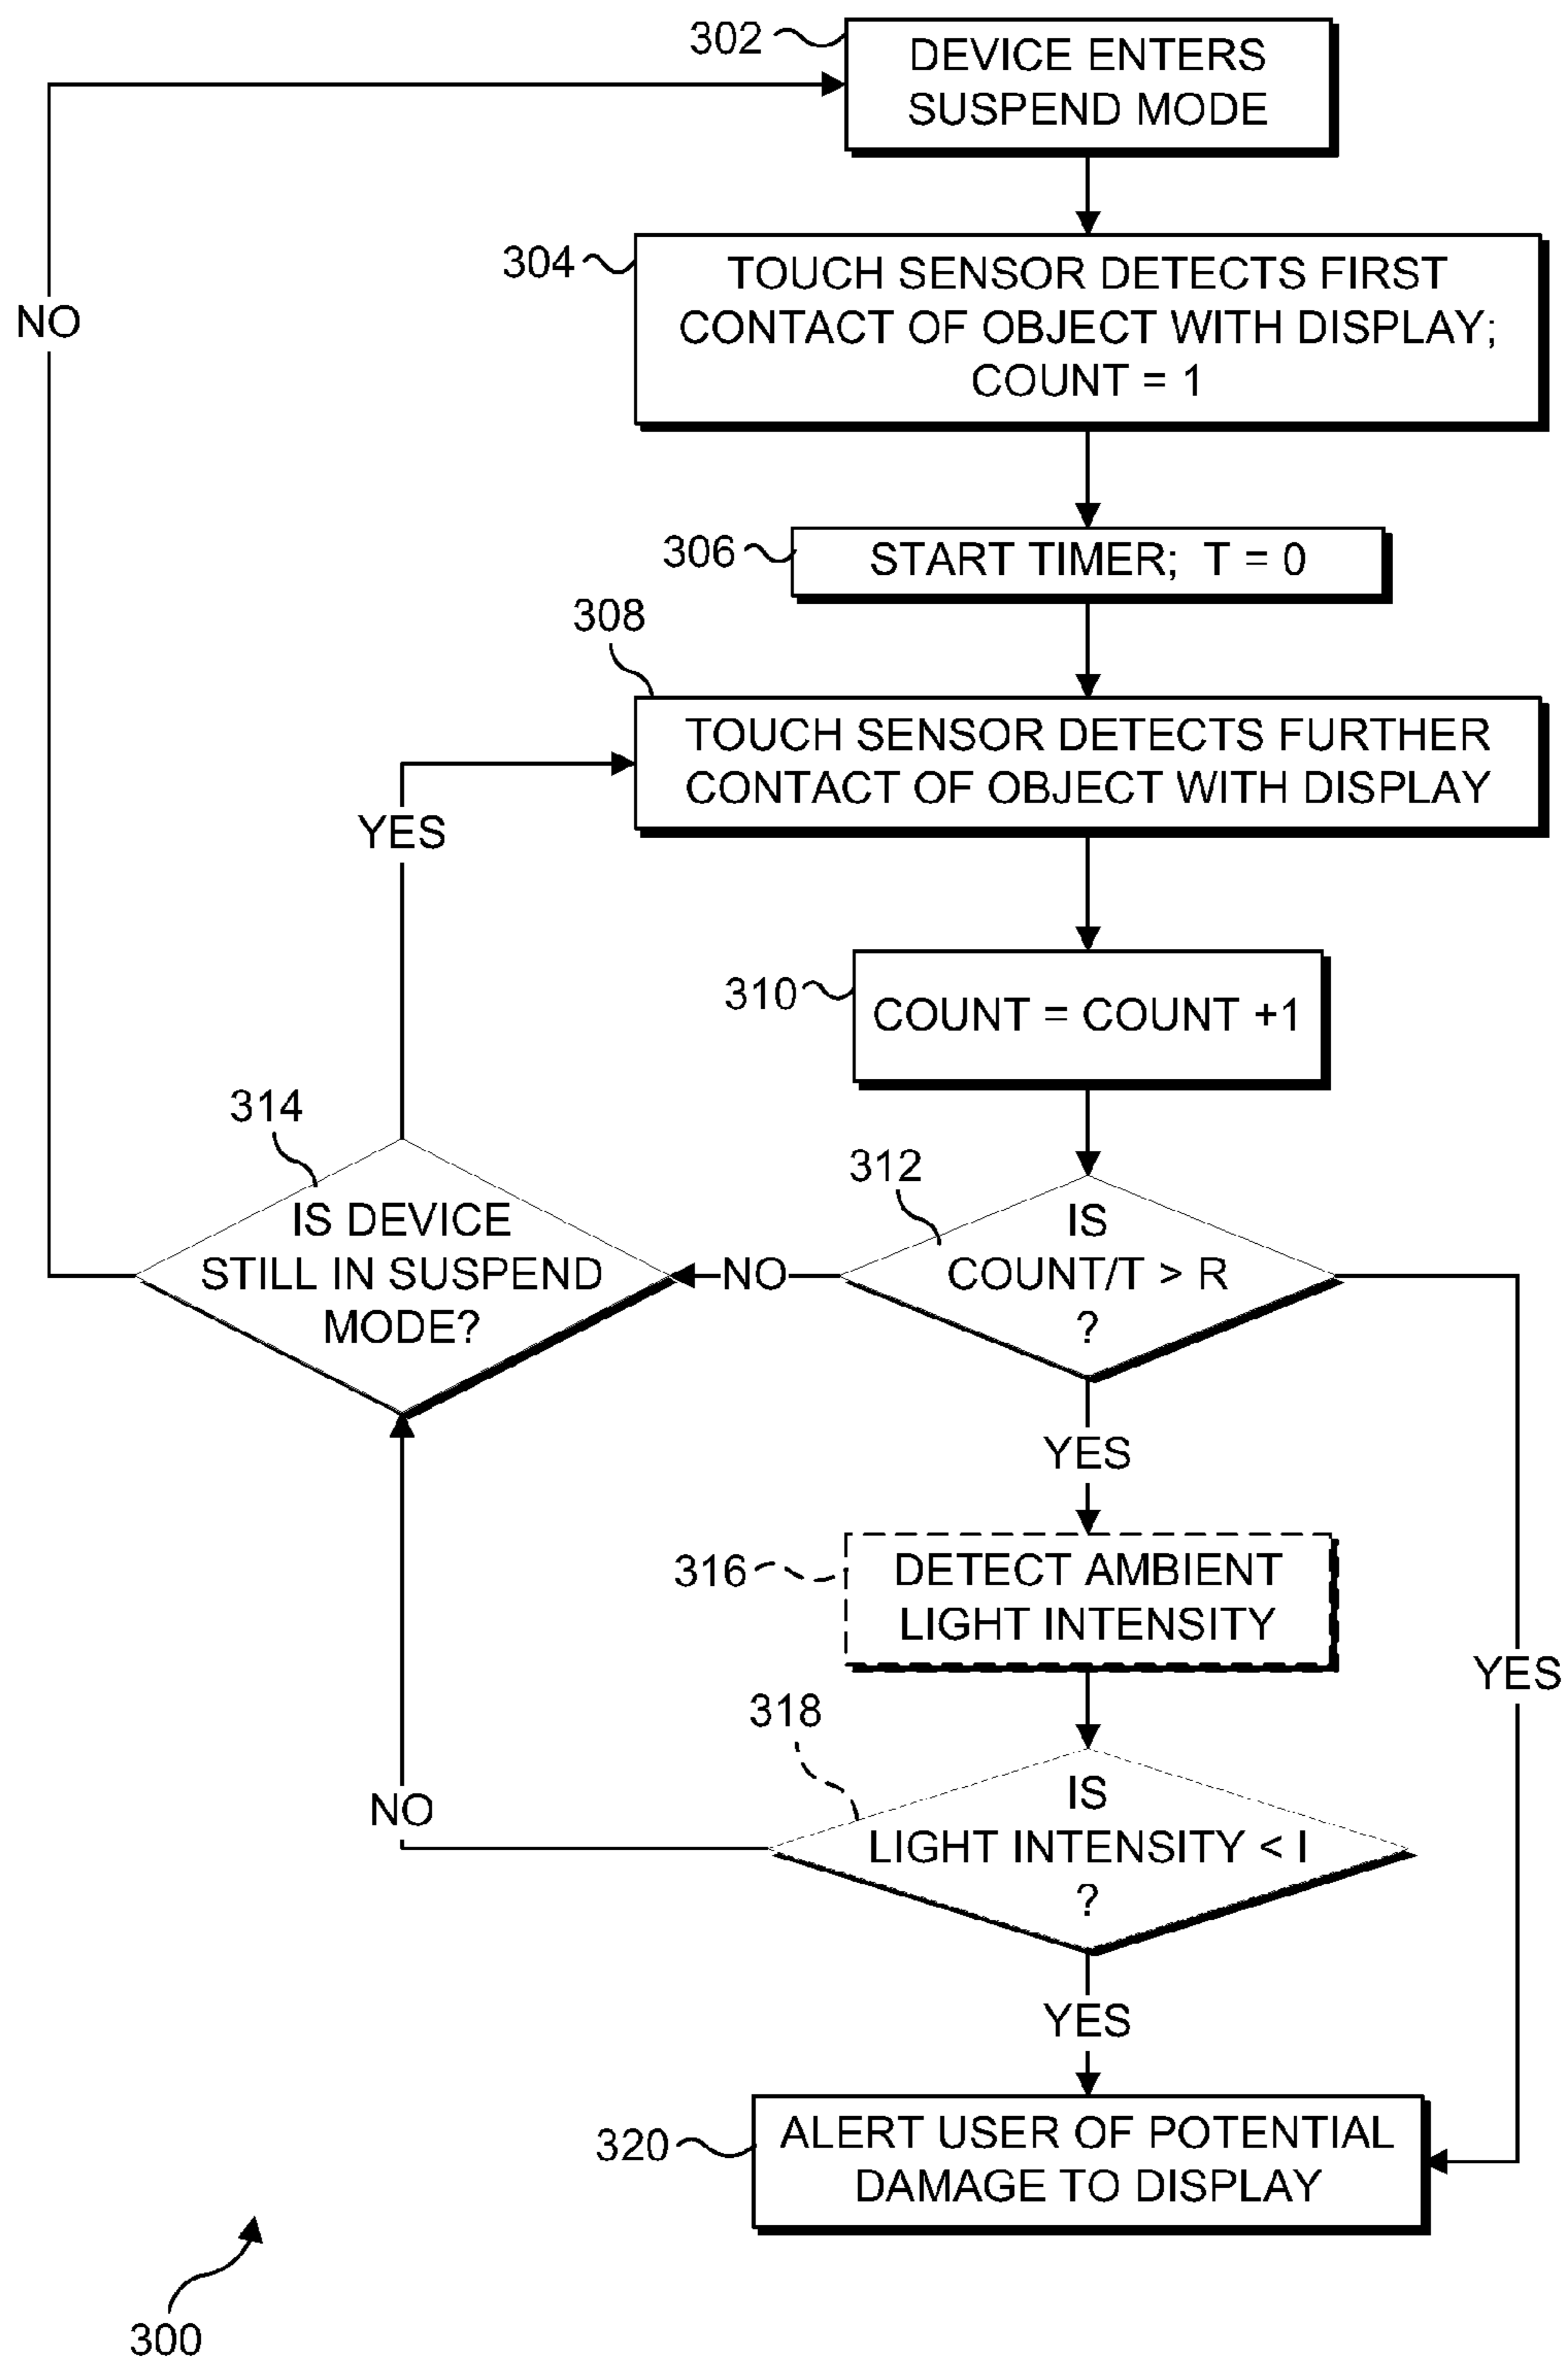 302
DEVICE ENTERS
SUSPEND MODE
304
TOUCH SENSOR DETECTS FIRST
CONTACT OF OBJECT WITH DISPLAY;
COUNT = 1
NO
306
START TIMER; T = 0
308
TOUCH SENSOR DETECTS FURTHER
CONTACT OF OBJECT WITH DISPLAY
YES
310
COUNT = COUNT +1
314
IS DEVICE
STILL IN SUSPEND
MODE?
312
IS
COUNT/T > R
?
NO
YES
316
DETECT AMBIENT
LIGHT INTENSITY
YES
318
IS
LIGHT INTENSITY < I
?
NO
YES
320
ALERT USER OF POTENTIAL
DAMAGE TO DISPLAY
300